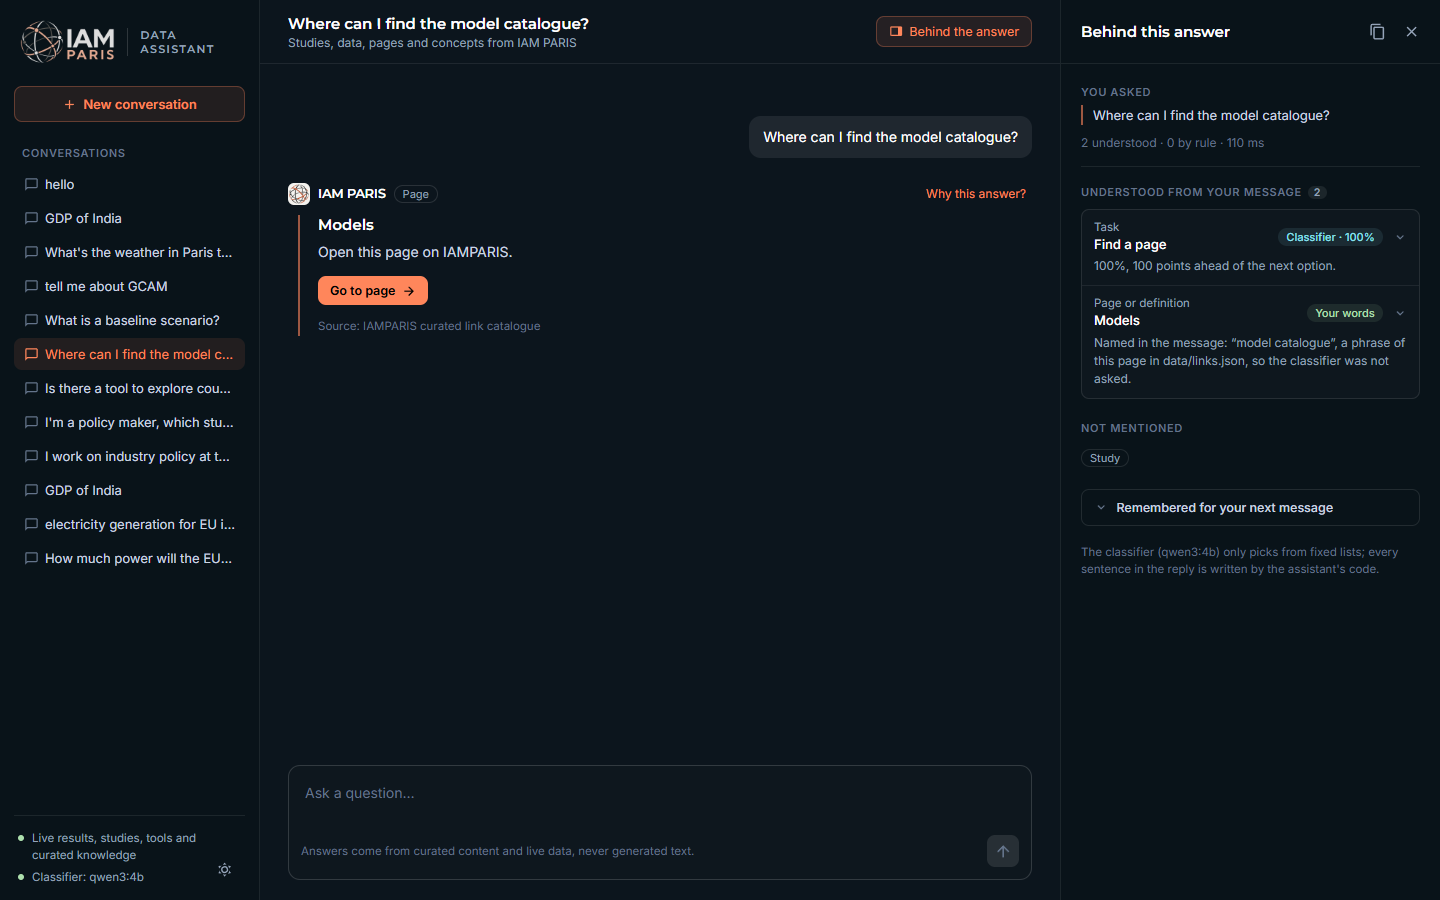 IAM
PARIS
DATA
ASSISTANT
+ New conversation
CONVERSATIONS
hello
GDP of India
What's the weather in Paris t...
tell me about GCAM
What is a baseline scenario?
Where can I find the model c...
Is there a tool to explore cou...
I'm a policy maker, which stu...
I work on industry policy at t...
GDP of India
electricity generation for EU i...
How much power will the EU...
Live results, studies, tools and
curated knowledge
Classifier: qwen3:4b
Where can I find the model catalogue?
Studies, data, pages and concepts from IAM PARIS
Behind the answer
Where can I find the model catalogue?
IAM PARIS Page Why this answer?
Models
Open this page on IAMPARIS.
Go to page →
Source: IAMPARIS curated link catalogue
Ask a question...
Answers come from curated content and live data, never generated text.
Behind this answer
YOU ASKED
Where can I find the model catalogue?
2 understood · 0 by rule · 110 ms
UNDERSTOOD FROM YOUR MESSAGE 2
Task
Find a page
Classifier · 100%
100%, 100 points ahead of the next option.
Page or definition
Models
Your words
Named in the message: “model catalogue”, a phrase of
this page in data/links.json, so the classifier was not
asked.
NOT MENTIONED
Study
Remembered for your next message
The classifier (qwen3:4b) only picks from fixed lists; every
sentence in the reply is written by the assistant's code.